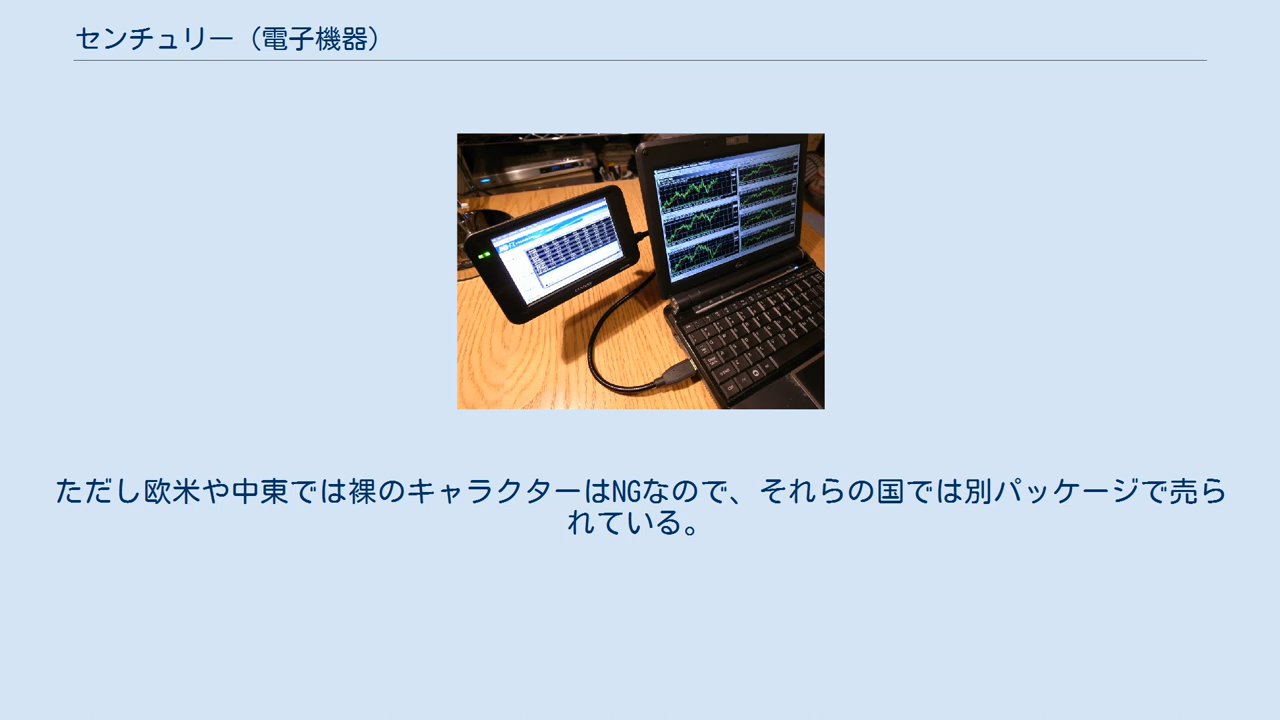 センチュリー（電子機器）
ただし欧米や中東では裸のキャラクターはNGなので、それらの国では別パッケージで売ら
れている。